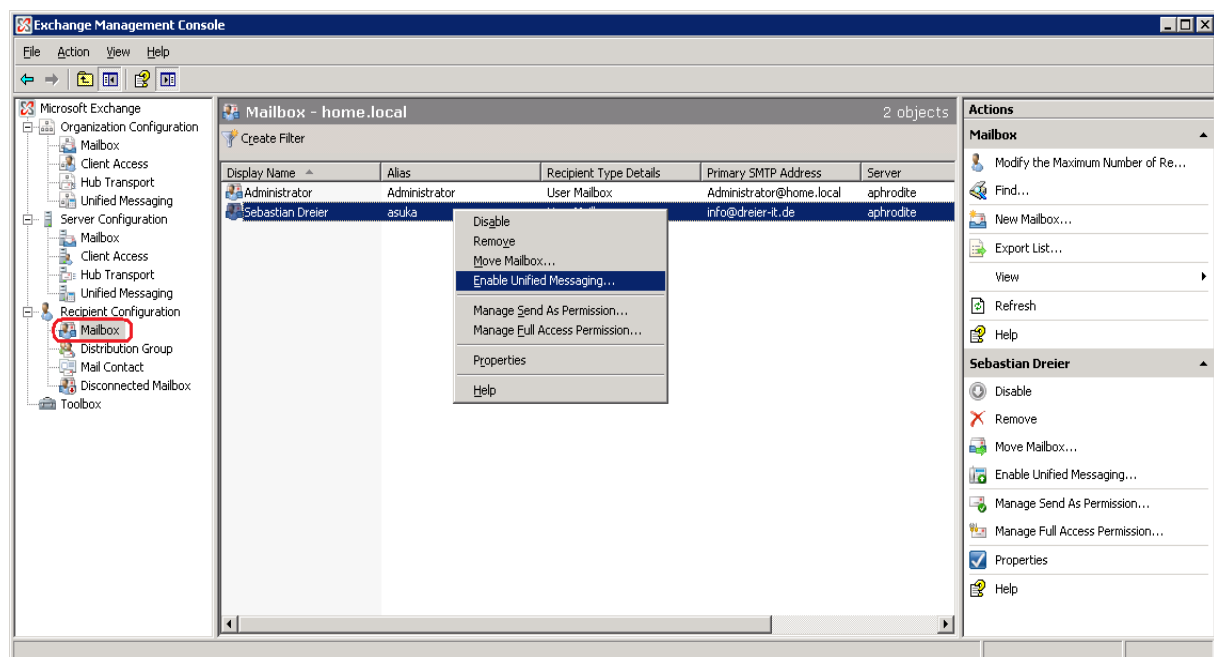 Exchange Management Console
File Action View Help
Microsoft Exchange
Organization Configuration
Mailbox
Client Access
Hub Transport
Unified Messaging
Server Configuration
Mailbox
Client Access
Hub Transport
Unified Messaging
Recipient Configuration
Mailbox
Distribution Group
Mail Contact
Disconnected Mailbox
Toolbox
Mailbox - home.local 2 objects
Create Filter
Display Name Alias Recipient Type Details Primary SMTP Address Server
Administrator Administrator User Mailbox Administrator@home.local aphrodite
Sebastian Dreier asuka info@dreier-it.de aphrodite
Disable
Remove
Move Mailbox...
Enable Unified Messaging...
Manage Send As Permission...
Manage Full Access Permission...
Properties
Help
Actions
Mailbox
Modify the Maximum Number of Re...
Find...
New Mailbox...
Export List...
View
Refresh
Help
Sebastian Dreier
Disable
Remove
Move Mailbox...
Enable Unified Messaging...
Manage Send As Permission...
Manage Full Access Permission...
Properties
Help